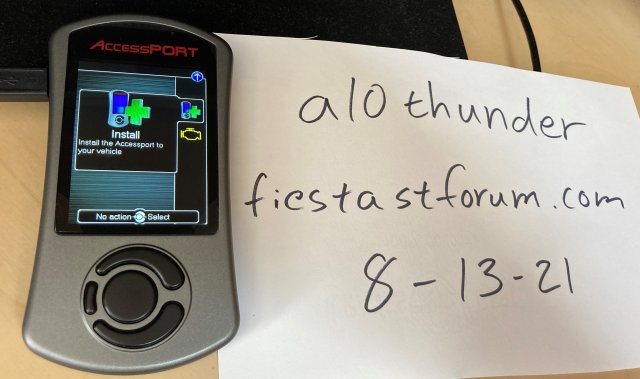 AccessPORT
Install
Install the Accessport to
your vehicle
No action Select
a10 thunder
fiestastforum.com
8-13-21